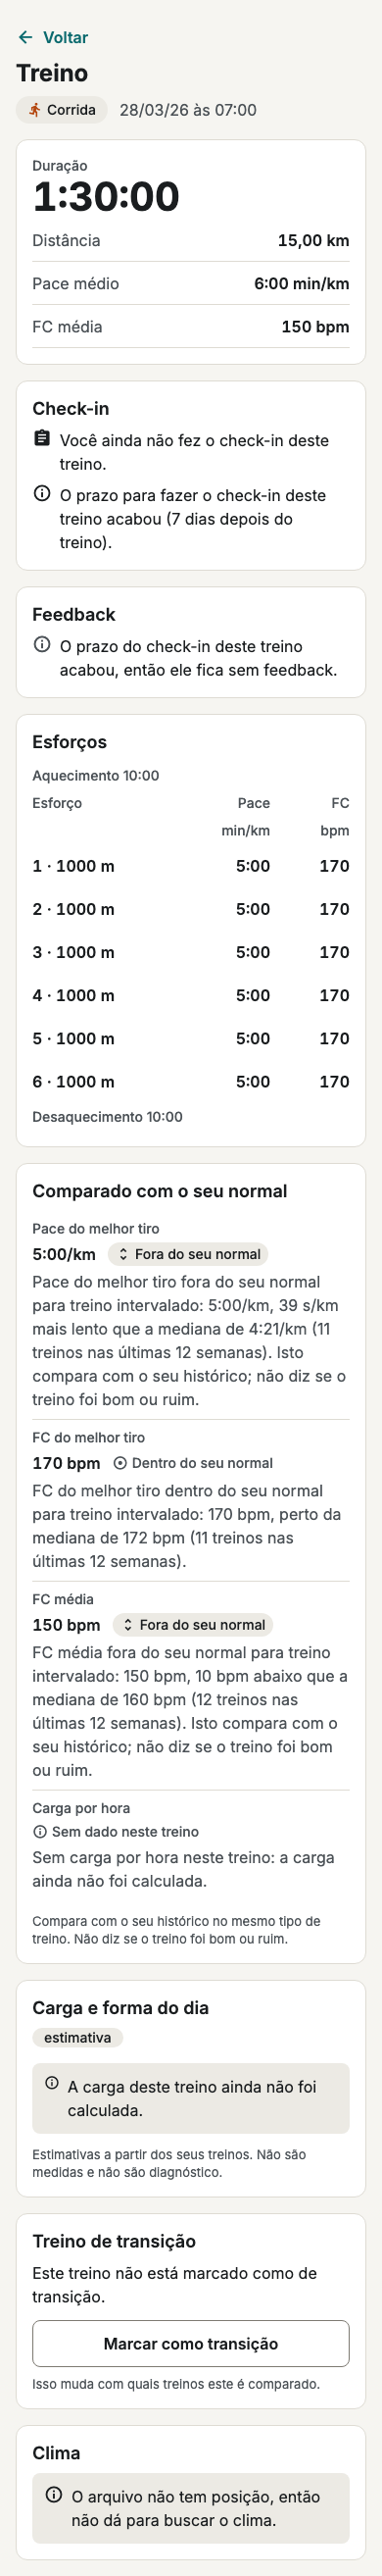 Voltar
Treino
Corrida 28/03/26 às 07:00
Duração
1:30:00
Distância 15,00 km
Pace médio 6:00 min/km
FC média 150 bpm
Check-in
Você ainda não fez o check-in deste
treino.
O prazo para fazer o check-in deste
treino acabou (7 dias depois do
treino).
Feedback
O prazo do check-in deste treino
acabou, então ele fica sem feedback.
Esforços
Aquecimento 10:00
Esforço Pace FC
min/km bpm
1 · 1000 m 5:00 170
2 · 1000 m 5:00 170
3 · 1000 m 5:00 170
4 · 1000 m 5:00 170
5 · 1000 m 5:00 170
6 · 1000 m 5:00 170
Desaquecimento 10:00
Comparado com o seu normal
Pace do melhor tiro
5:00/km Fora do seu normal
Pace do melhor tiro fora do seu normal
para treino intervalado: 5:00/km, 39 s/km
mais lento que a mediana de 4:21/km (11
treinos nas últimas 12 semanas). Isto
compara com o seu histórico; não diz se o
treino foi bom ou ruim.
FC do melhor tiro
170 bpm Dentro do seu normal
FC do melhor tiro dentro do seu normal
para treino intervalado: 170 bpm, perto da
mediana de 172 bpm (11 treinos nas
últimas 12 semanas).
FC média
150 bpm Fora do seu normal
FC média fora do seu normal para treino
intervalado: 150 bpm, 10 bpm abaixo que a
mediana de 160 bpm (12 treinos nas
últimas 12 semanas). Isto compara com o
seu histórico; não diz se o treino foi bom
ou ruim.
Carga por hora
Sem dado neste treino
Sem carga por hora neste treino: a carga
ainda não foi calculada.
Compara com o seu histórico no mesmo tipo de
treino. Não diz se o treino foi bom ou ruim.
Carga e forma do dia
estimativa
A carga deste treino ainda não foi
calculada.
Estimativas a partir dos seus treinos. Não são
medidas e não são diagnóstico.
Treino de transição
Este treino não está marcado como de
transição.
Marcar como transição
Isso muda com quais treinos este é comparado.
Clima
O arquivo não tem posição, então
não dá para buscar o clima.